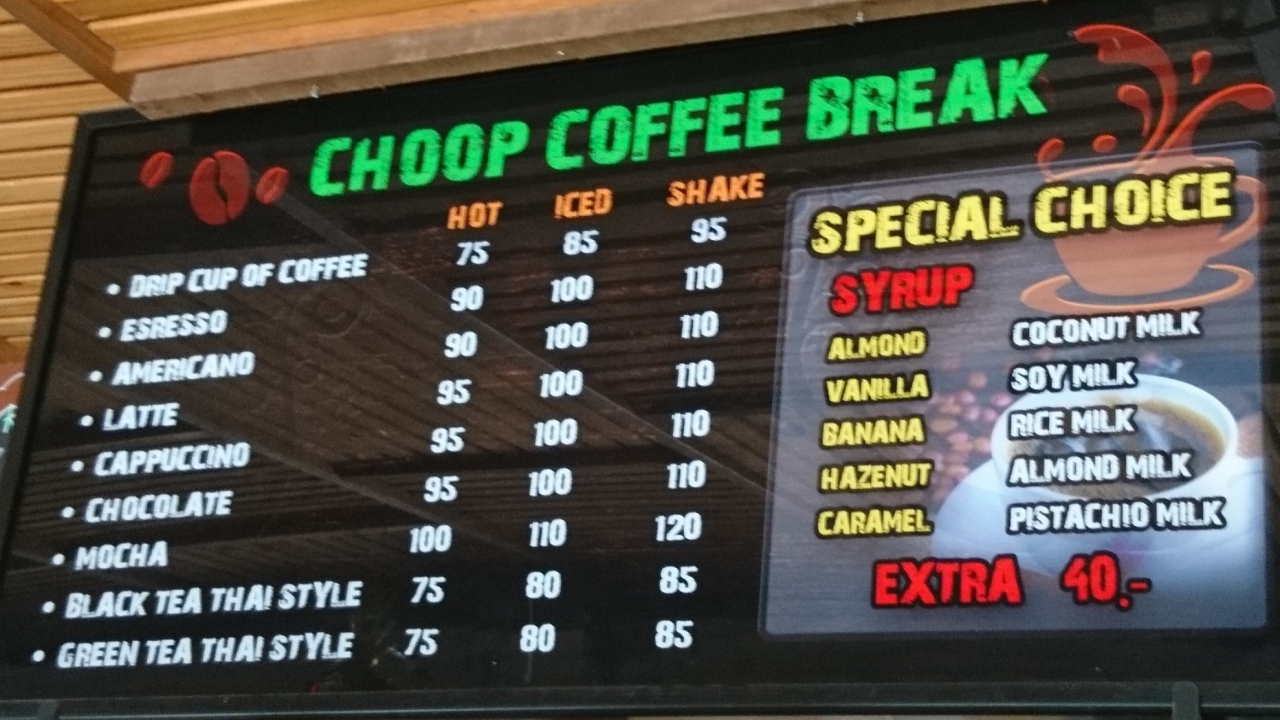 CHOOP COFFEE BREAK
HOT ICED SHAKE
• DRIP CUP OF COFFEE 75 85 95
• ESRESSO 90 100 110
• AMERICANO 90 100 110
• LATTE 95 100 110
• CAPPUCCINO 95 100 110
• CHOCOLATE 95 100 110
• MOCHA 100 110 120
• BLACK TEA THAI STYLE 75 80 85
• GREEN TEA THAI STYLE 75 80 85
SPECIAL CHOICE
SYRUP
ALMOND COCONUT MILK
VANILLA SOY MILK
BANANA RICE MILK
HAZENUT ALMOND MILK
CARAMEL PISTACHIO MILK
EXTRA 40.-